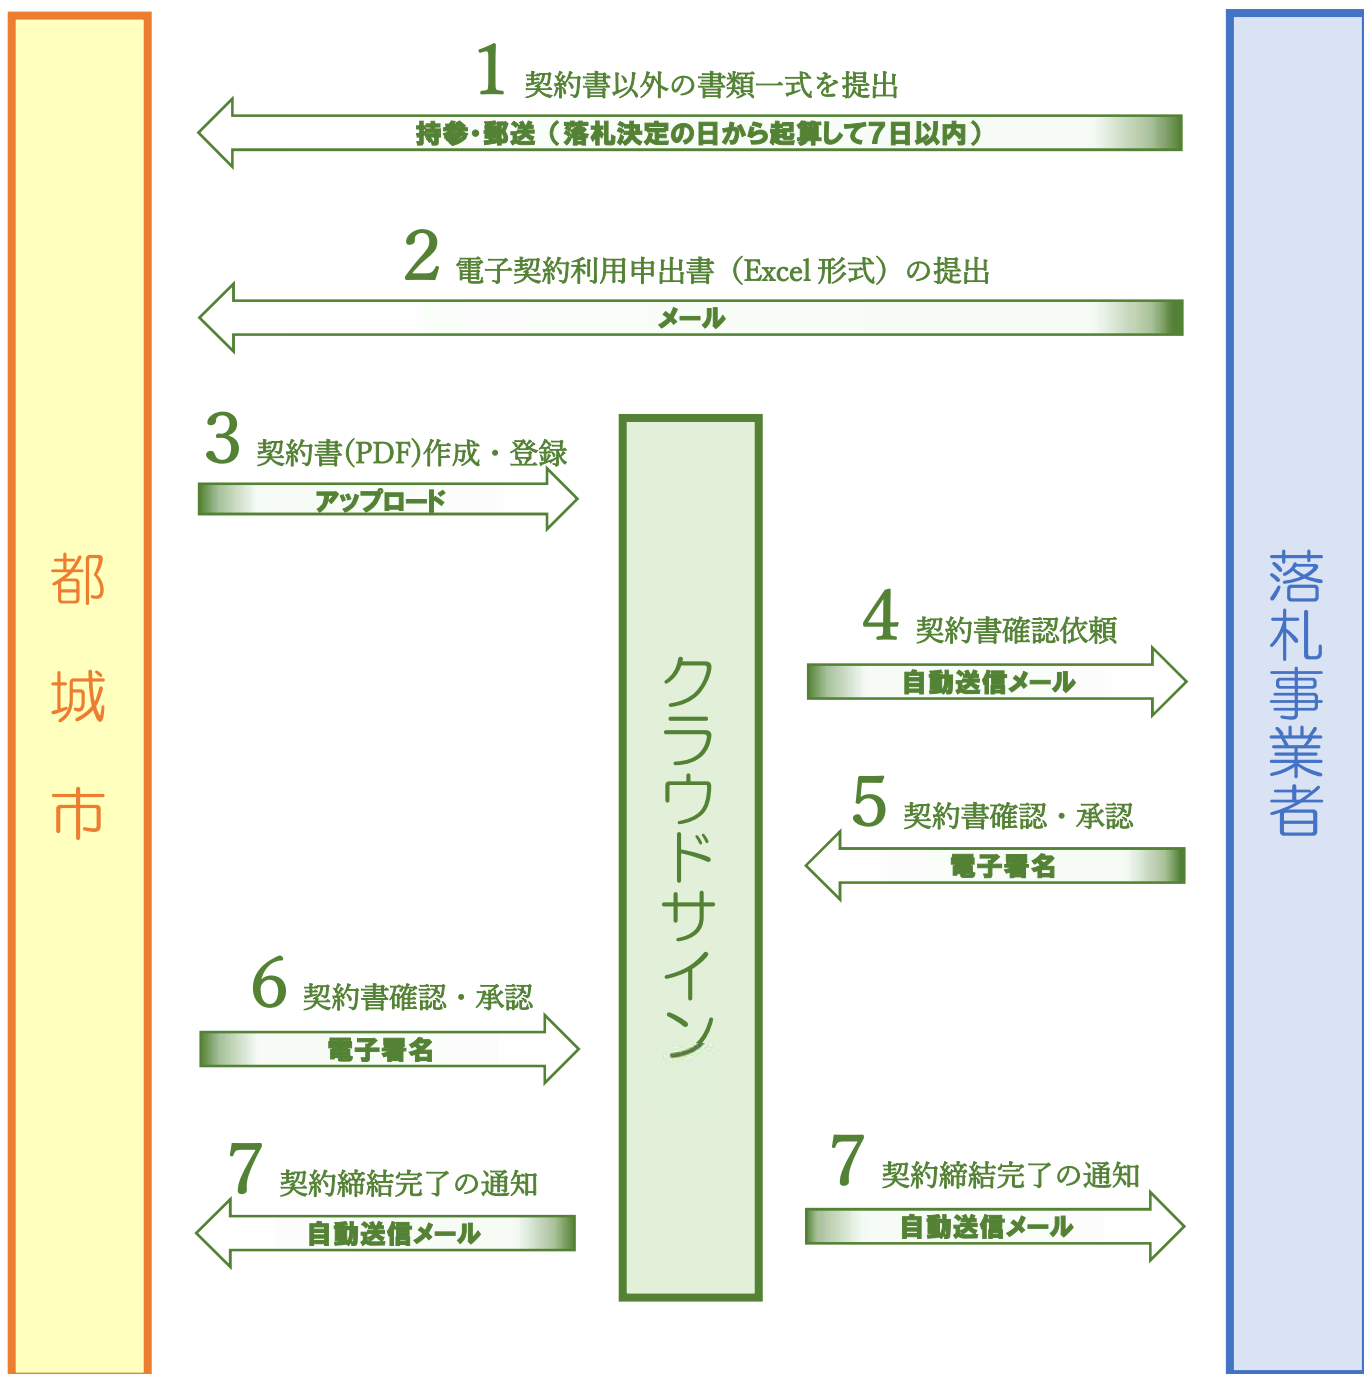 都城市
落札事業者
クラウドサイン
1 契約書以外の書類一式を提出
持参・郵送（落札決定の日から起算して7日以内）
2 電子契約利用申出書（Excel 形式）の提出
メール
3 契約書(PDF)作成・登録
アップロード
4 契約書確認依頼
自動送信メール
5 契約書確認・承認
電子署名
6 契約書確認・承認
電子署名
7 契約締結完了の通知
自動送信メール
7 契約締結完了の通知
自動送信メール